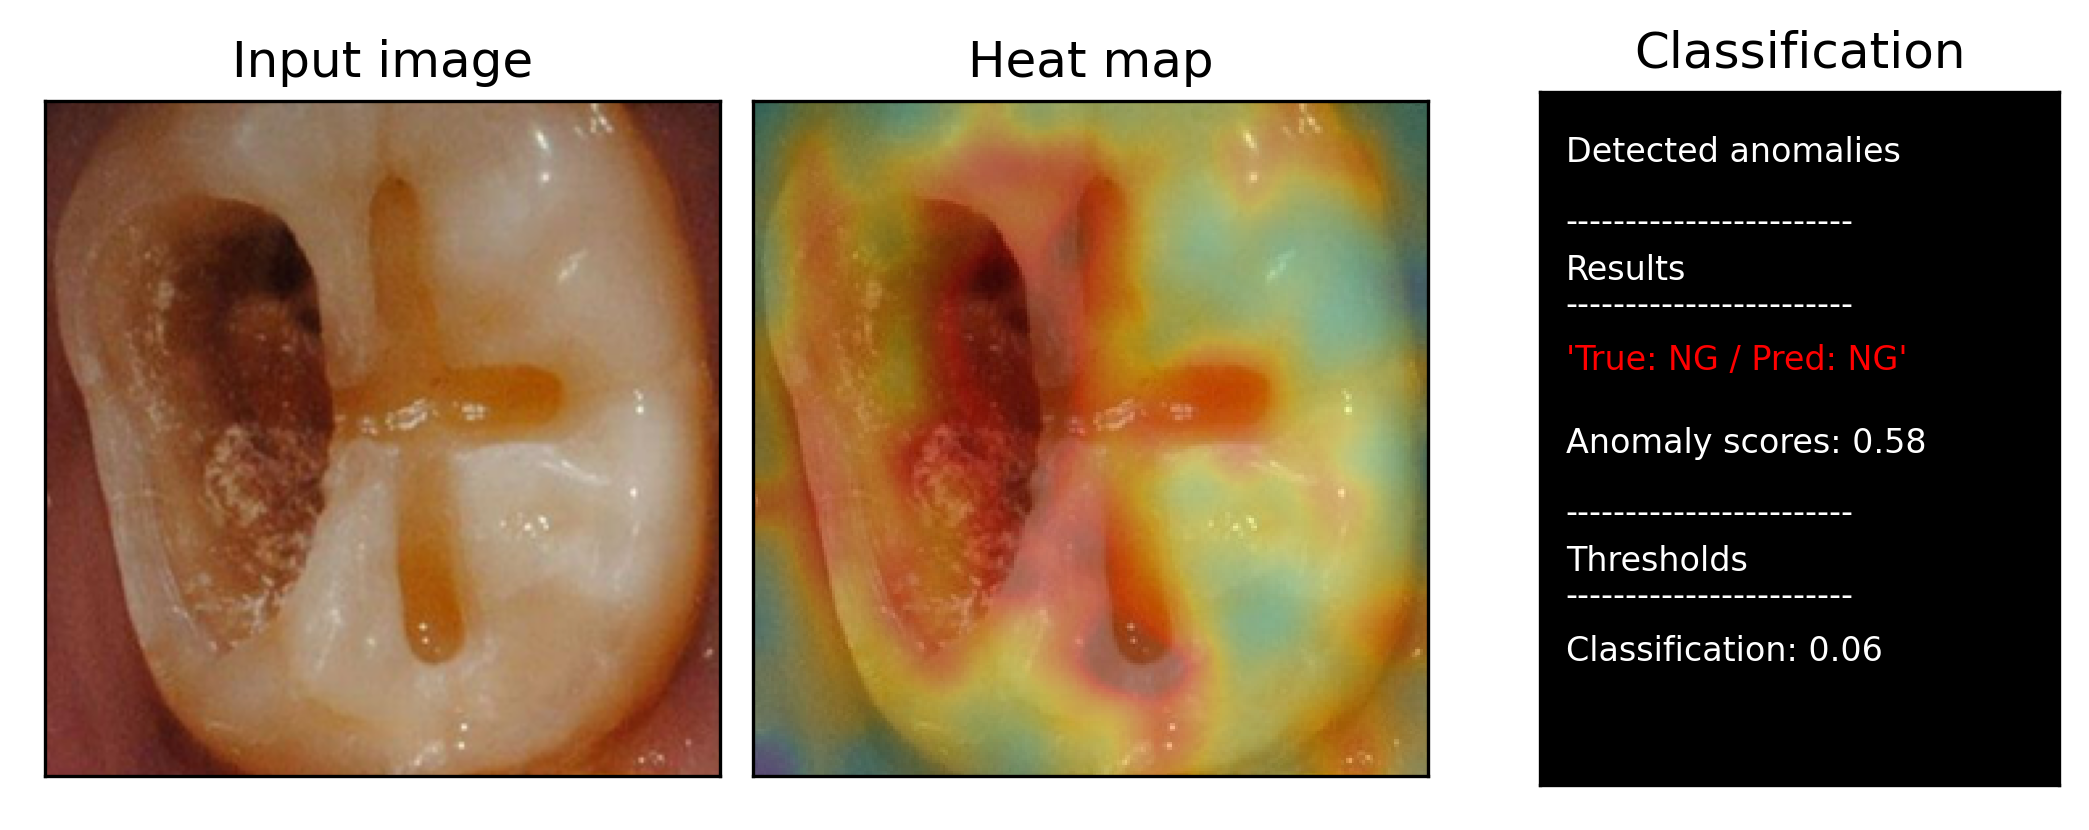 Input image
Heat map
Classification
Detected anomalies
------------------------
Results
------------------------
'True: NG / Pred: NG'
Anomaly scores: 0.58
------------------------
Thresholds
------------------------
Classification: 0.06